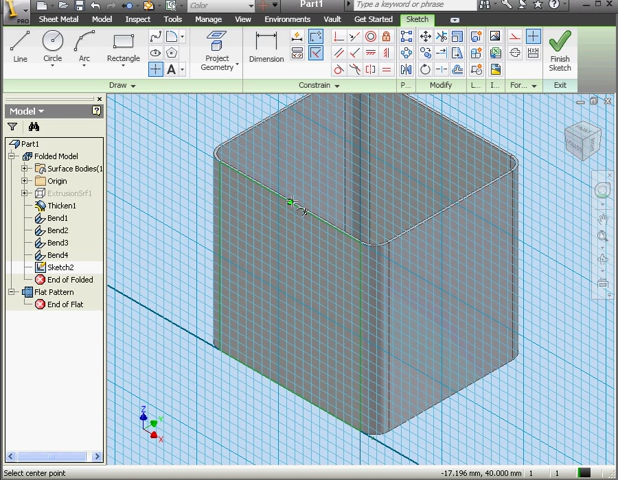 Part1
Type a keyword or phrase
PRO
Color
Sheet Metal
Model
Inspect
Tools
Manage
View
Environments
Vault
Get Started
Sketch
Line
Circle
Arc
Rectangle
A
Project
Geometry
Dimension
Finish
Sketch
Draw
Constrain
P...
Modify
L...
I...
For...
Exit
Model
Part1
Folded Model
Surface Bodies(1
Origin
ExtrusionSrf1
Thicken1
Bend1
Bend2
Bend3
Bend4
Sketch2
End of Folded
Flat Pattern
End of Flat
Z
Y
X
Select center point
-17.196 mm, 40.000 mm
1
1